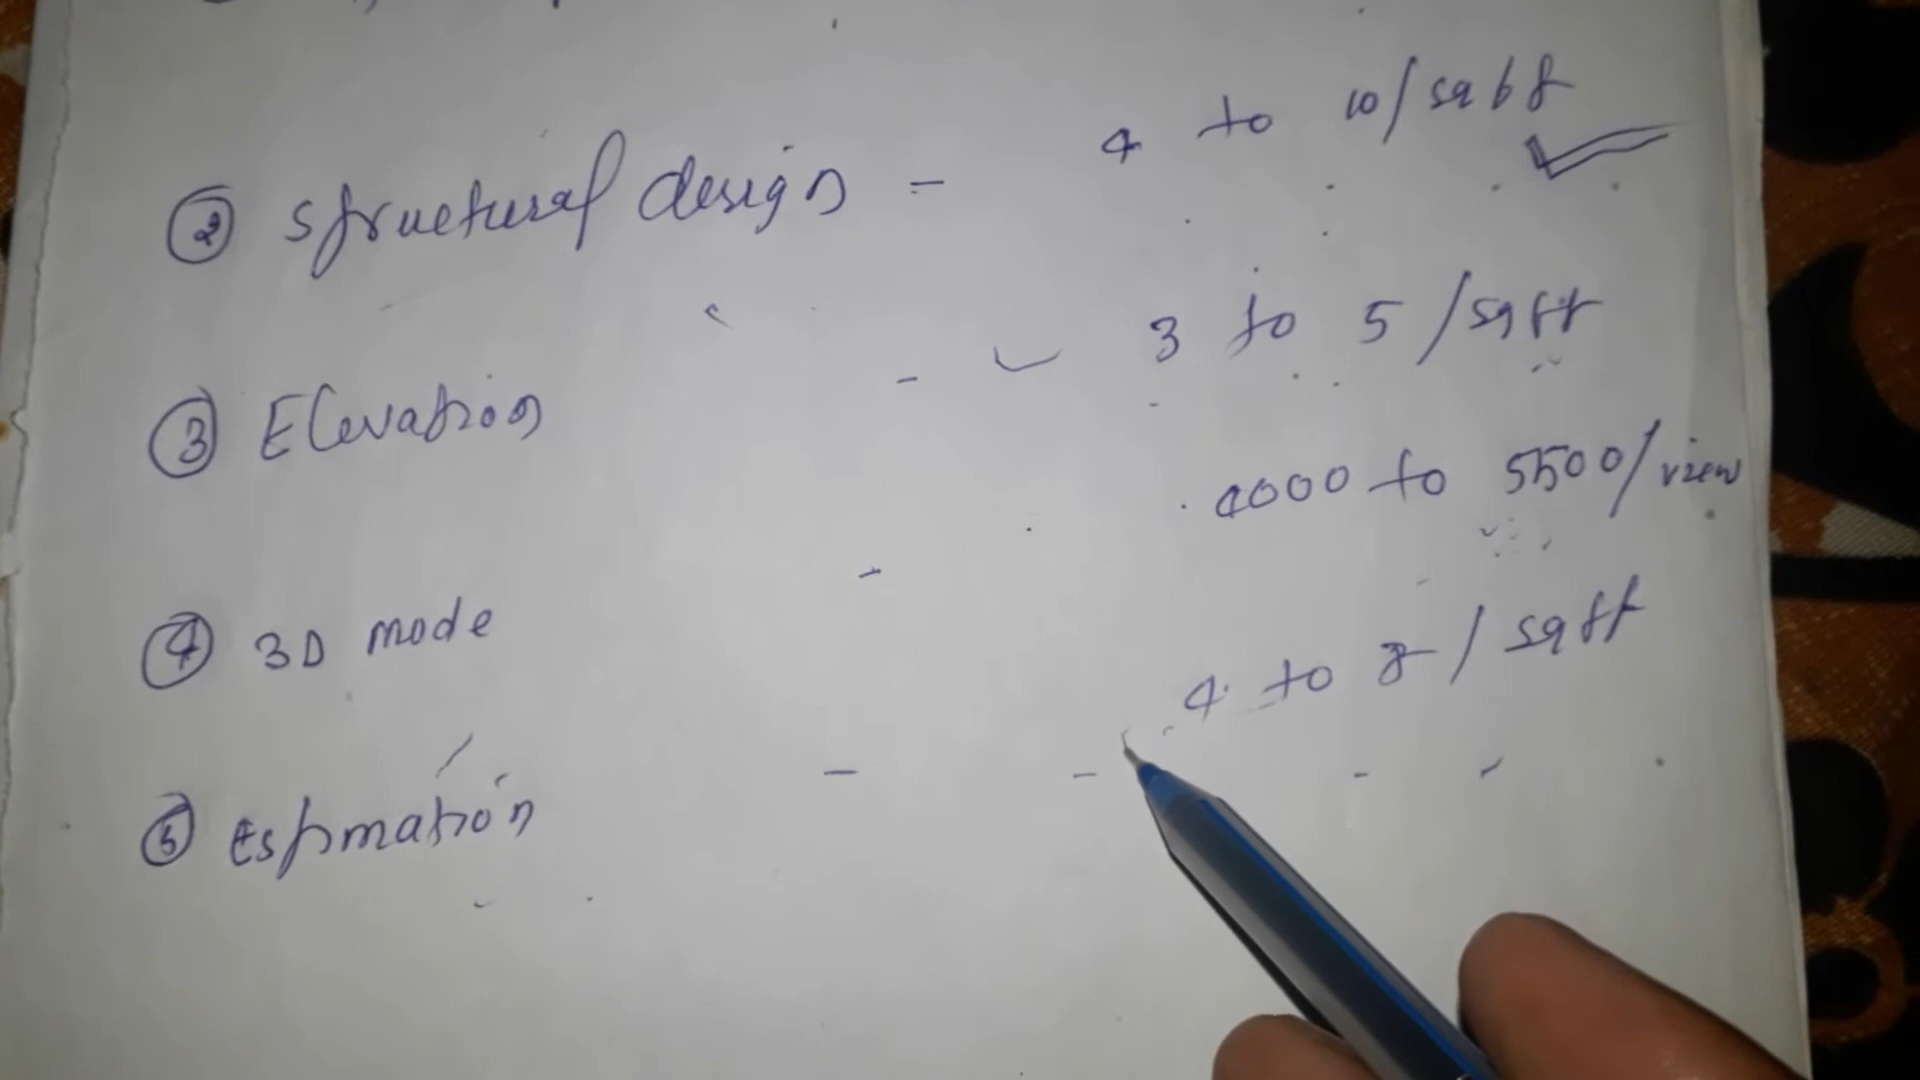 ② Structural design - 4 to 10/sqft
③ Elevation - 3 to 5/sqft
④ 3D mode - 4000 to 5500/view
⑤ Estimation - 4 to 8/sqft